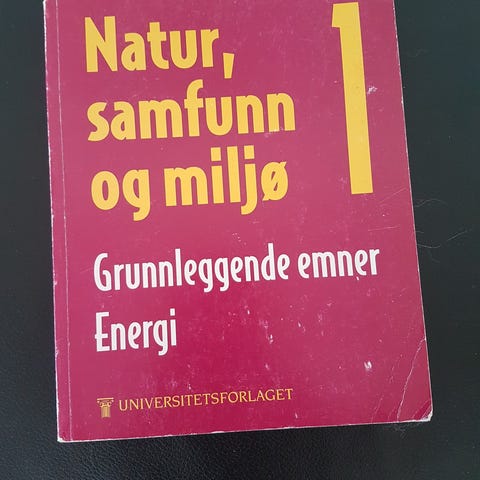 Natur,
samfunn
og miljø
1
Grunnleggende emner
Energi
UNIVERSITETSFORLAGET